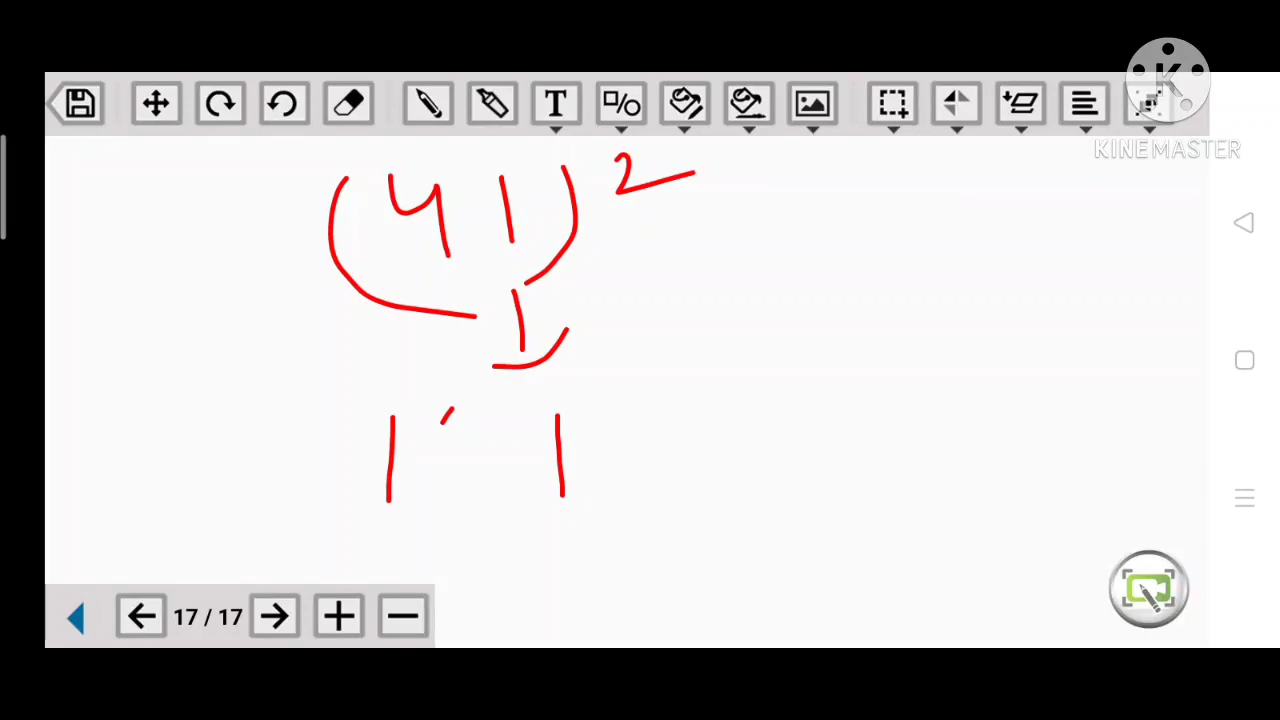 KINEMASTER
T
(41)²
1
1 1
17 / 17